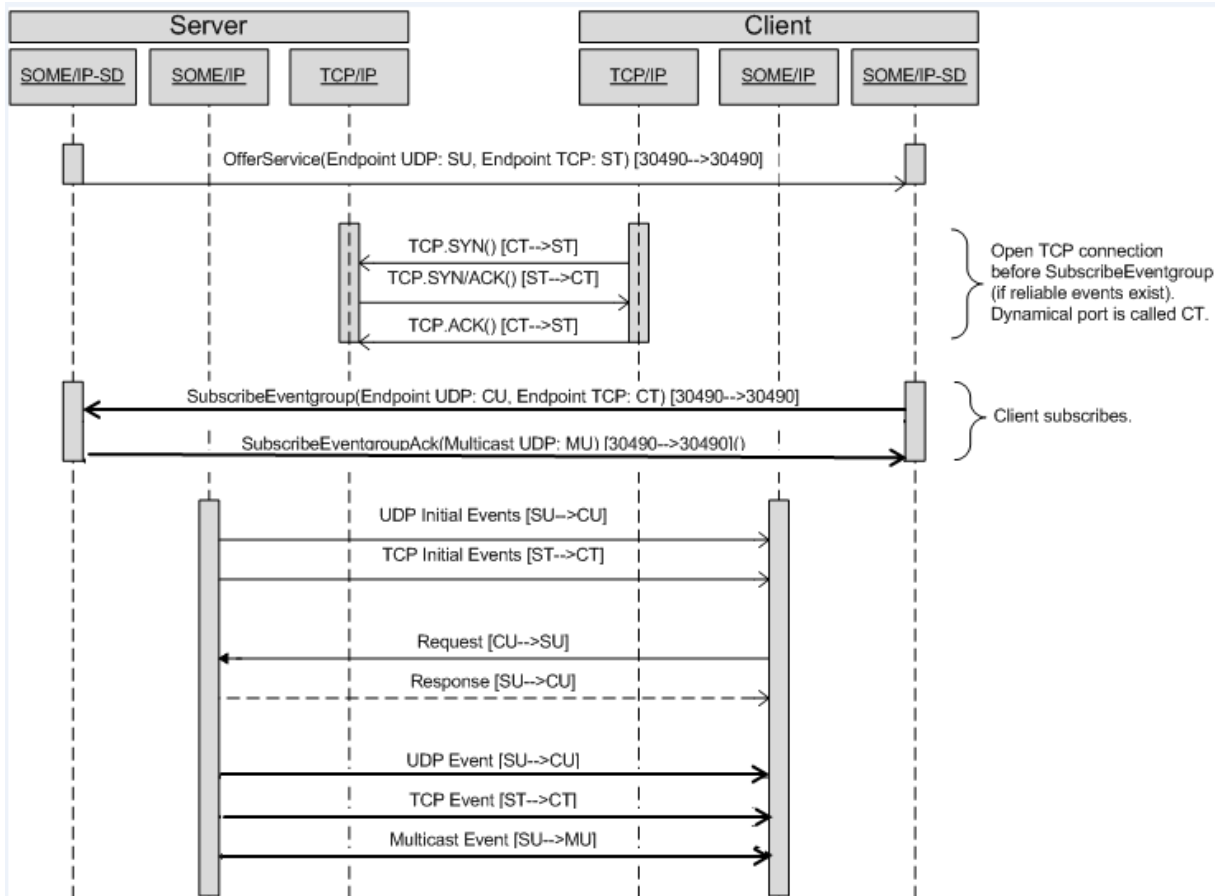 Server
Client
SOME/IP-SD
SOME/IP
TCP/IP
TCP/IP
SOME/IP
SOME/IP-SD
OfferService(Endpoint UDP: SU, Endpoint TCP: ST) [30490-->30490]
TCP.SYN() [CT-->ST]
TCP.SYN/ACK() [ST-->CT]
TCP.ACK() [CT-->ST]
Open TCP connection
before SubscribeEventgroup
(if reliable events exist).
Dynamical port is called CT.
SubscribeEventgroup(Endpoint UDP: CU, Endpoint TCP: CT) [30490-->30490]
SubscribeEventgroupAck(Multicast UDP: MU) [30490-->30490]()
Client subscribes.
UDP Initial Events [SU-->CU]
TCP Initial Events [ST-->CT]
Request [CU-->SU]
Response [SU-->CU]
UDP Event [SU-->CU]
TCP Event [ST-->CT]
Multicast Event [SU-->MU]